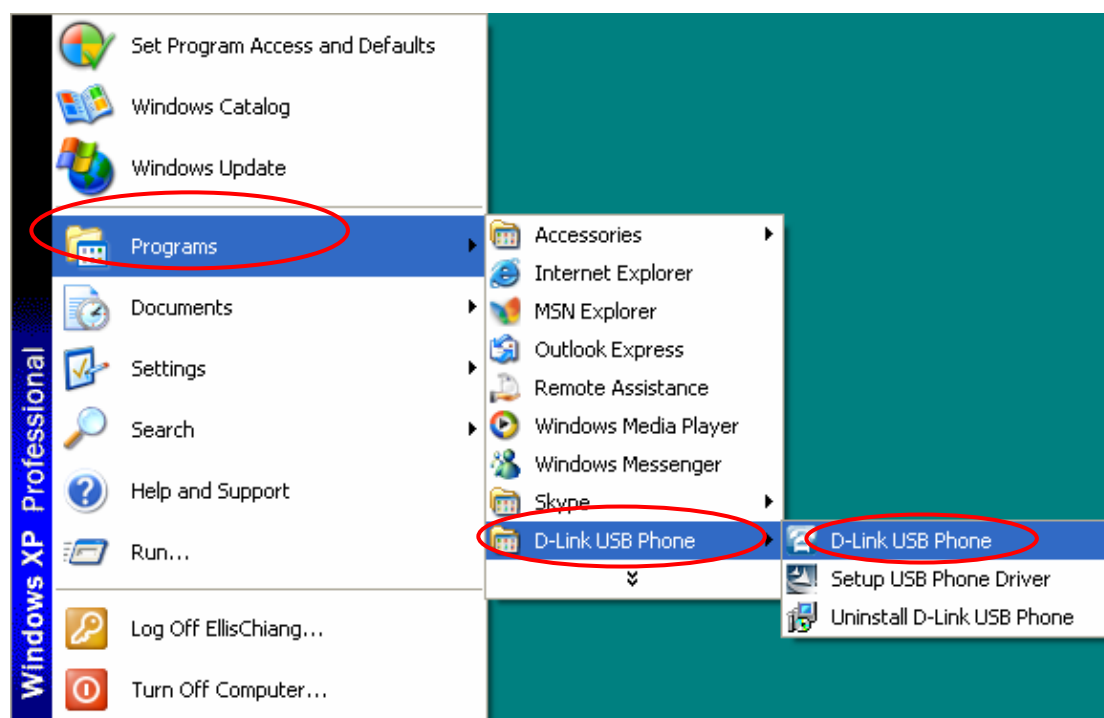 Set Program Access and Defaults
Windows Catalog
Windows Update
Programs
Documents
Settings
Search
Help and Support
Run...
Log Off EllisChiang...
Turn Off Computer...
Windows XP Professional
Accessories
Internet Explorer
MSN Explorer
Outlook Express
Remote Assistance
Windows Media Player
Windows Messenger
Skype
D-Link USB Phone
D-Link USB Phone
Setup USB Phone Driver
Uninstall D-Link USB Phone